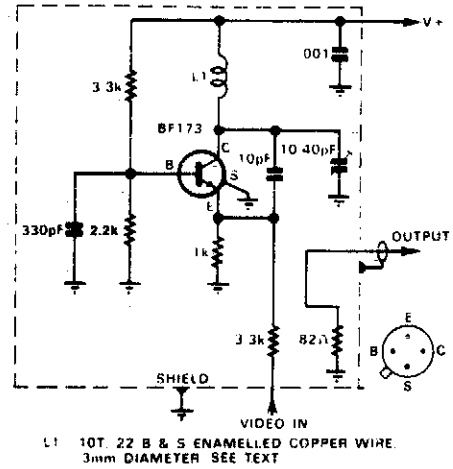 V+
001
L1
3 3k
BF173
C
B
S
E
10pF
10 40pF
330pF
2.2k
1k
OUTPUT
3 3k
82Ω
E
B
C
S
SHIELD
VIDEO IN
L1 10T. 22 B & S ENAMELLED COPPER WIRE.
3mm DIAMETER SEE TEXT